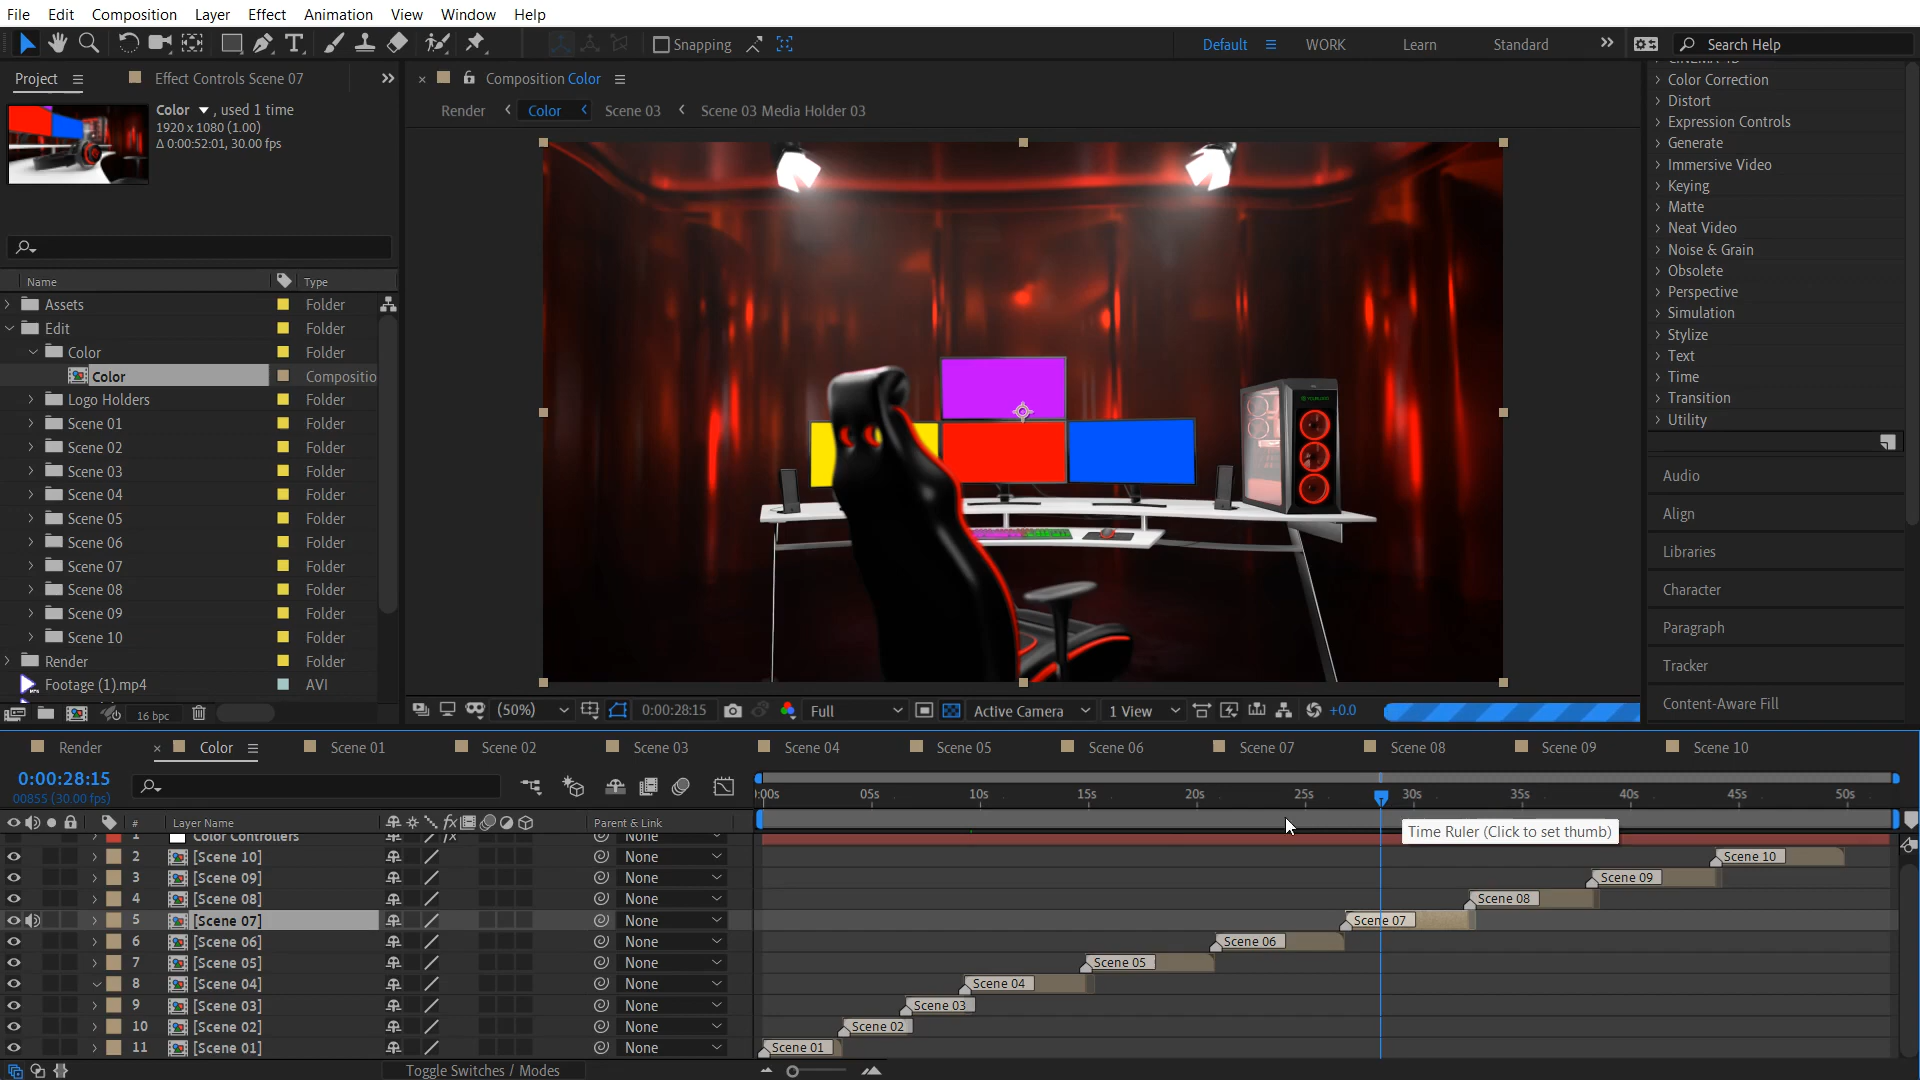 File Edit Composition Layer Effect Animation View Window Help
Snapping
Default WORK Learn Standard Search Help
Project Effect Controls Scene 07
Composition Color
Color , used 1 time
1920 x 1080 (1.00)
Δ 0:00:52:01, 30.00 fps
Render Color Scene 03 Scene 03 Media Holder 03
Name Type
Assets Folder
Edit Folder
Color Folder
Color Compositio
Logo Holders Folder
Scene 01 Folder
Scene 02 Folder
Scene 03 Folder
Scene 04 Folder
Scene 05 Folder
Scene 06 Folder
Scene 07 Folder
Scene 08 Folder
Scene 09 Folder
Scene 10 Folder
Render Folder
Footage (1).mp4 AVI
16 bpc
(50%) 0:00:28:15 Full Active Camera 1 View +0.0
CINEMA 4D
Color Correction
Distort
Expression Controls
Generate
Immersive Video
Keying
Matte
Neat Video
Noise & Grain
Obsolete
Perspective
Simulation
Stylize
Text
Time
Transition
Utility
Audio
Align
Libraries
Character
Paragraph
Tracker
Content-Aware Fill
Render Color Scene 01 Scene 02 Scene 03 Scene 04 Scene 05 Scene 06 Scene 07 Scene 08 Scene 09 Scene 10
0:00:28:15
00855 (30.00 fps)
:00s 05s 10s 15s 20s 25s 30s 35s 40s 45s 50s
# Layer Name Parent & Link
Time Ruler (Click to set thumb)
1 Color Controllers None
2 [Scene 10] None Scene 10
3 [Scene 09] None Scene 09
4 [Scene 08] None Scene 08
5 [Scene 07] None Scene 07
6 [Scene 06] None Scene 06
7 [Scene 05] None Scene 05
8 [Scene 04] None Scene 04
9 [Scene 03] None Scene 03
10 [Scene 02] None Scene 02
11 [Scene 01] None Scene 01
Toggle Switches / Modes